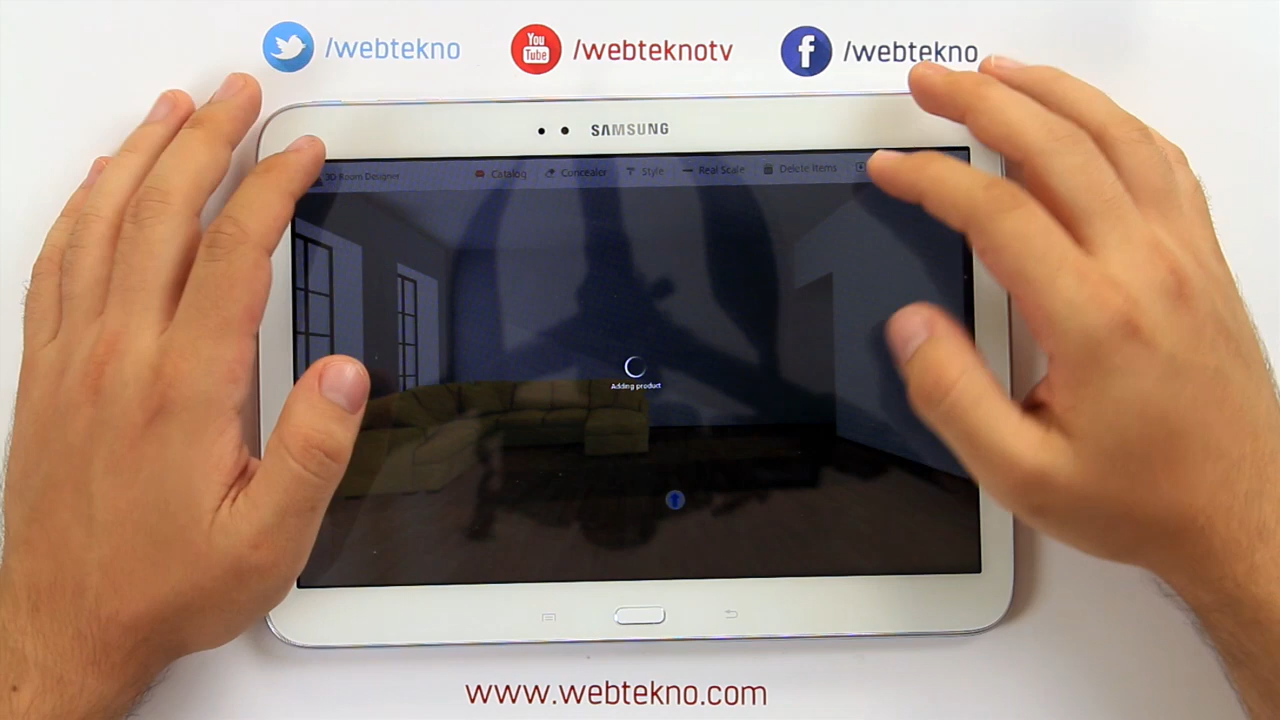 /webtekno You Tube /webteknotv f /webtekno
SAMSUNG
3D Room Designer Catalog Concealer Style Real Scale Delete Items
Adding product
www.webtekno.com